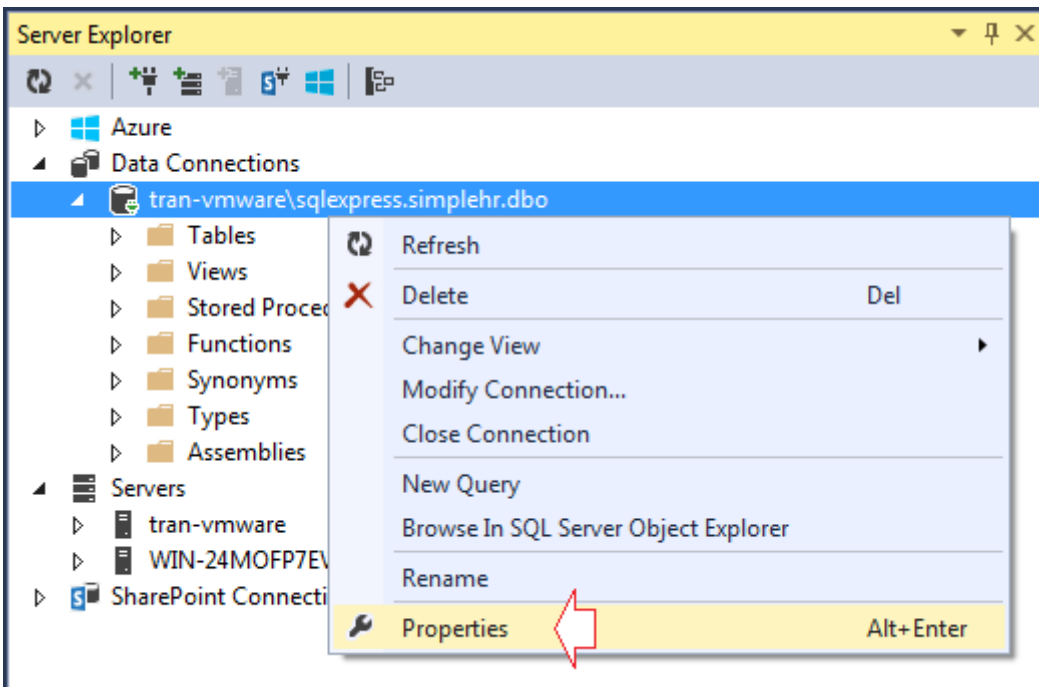 Server Explorer
Azure
Data Connections
tran-vmware\sqlexpress.simplehr.dbo
Tables
Views
Stored Proced
Functions
Synonyms
Types
Assemblies
Servers
tran-vmware
WIN-24MOFP7EV
SharePoint Connecti
Refresh
Delete Del
Change View
Modify Connection...
Close Connection
New Query
Browse In SQL Server Object Explorer
Rename
Properties Alt+Enter